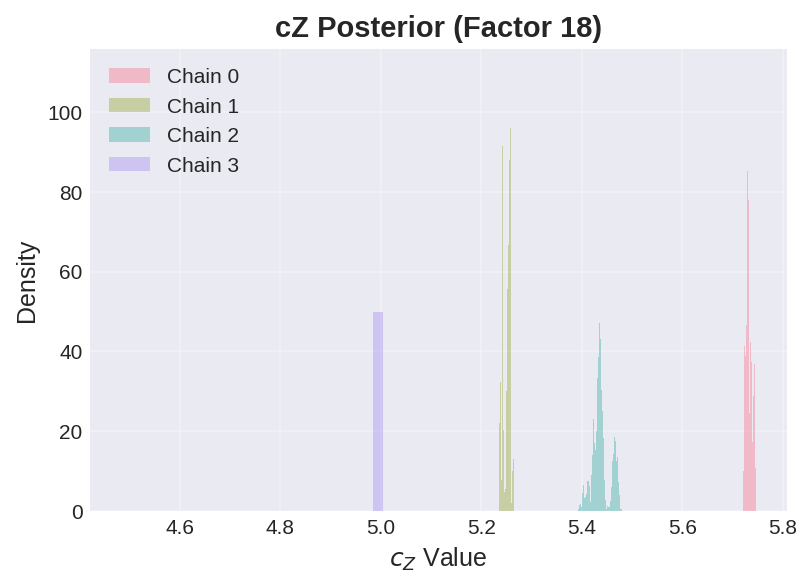 cZ Posterior (Factor 18)
Chain 0
Chain 1
Chain 2
Chain 3
100
80
60
40
20
0
Density
4.6 4.8 5.0 5.2 5.4 5.6 5.8
cZ Value